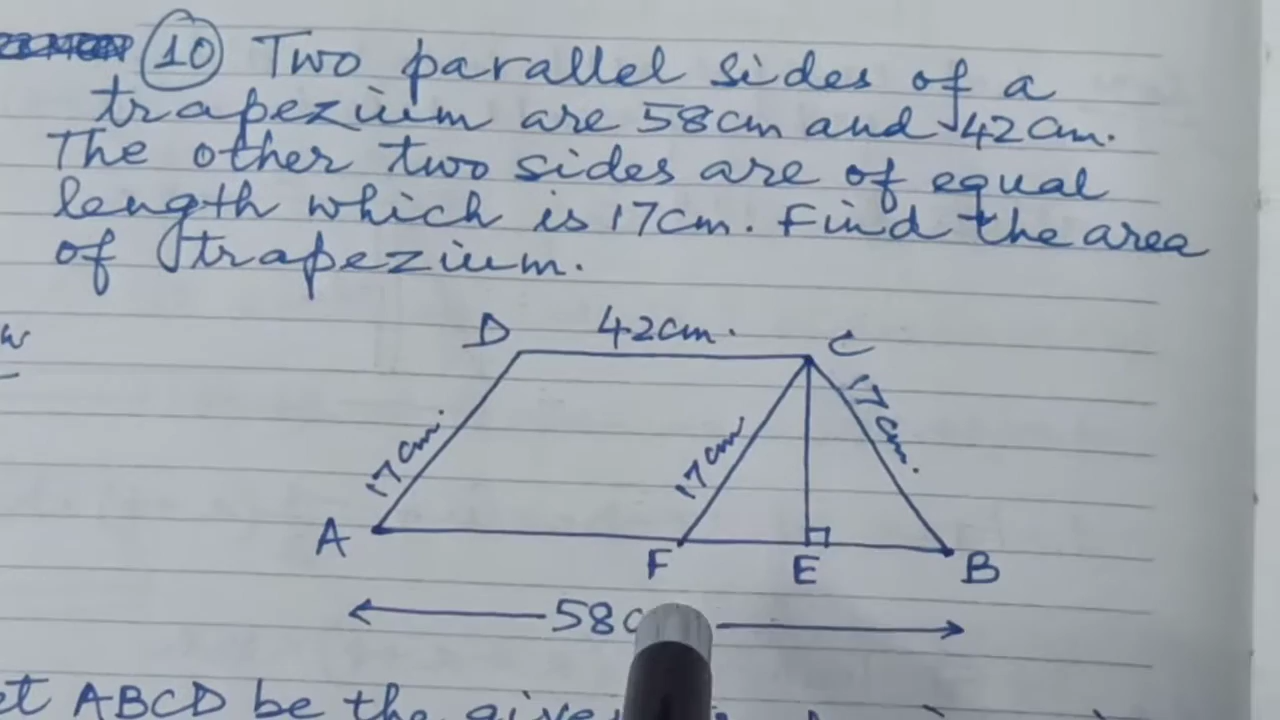 10 Two parallel sides of a
trapezium are 58cm and 42cm.
The other two sides are of equal
length which is 17cm. Find the area
of trapezium.
D 42cm. C
17cm.
17cm
17cm.
A F E B
58
ABCD be the